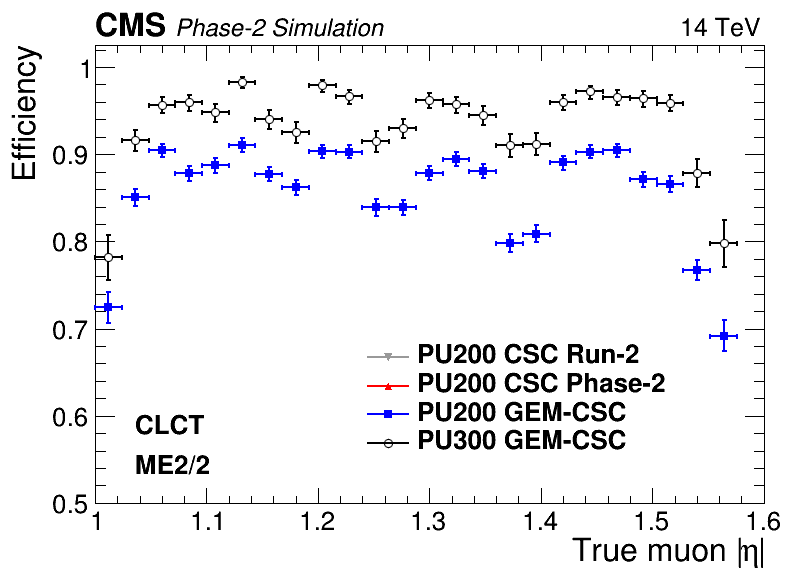 CMS Phase-2 Simulation 14 TeV
Efficiency
1
0.9
0.8
0.7
0.6
0.5
PU200 CSC Run-2
PU200 CSC Phase-2
PU200 GEM-CSC
PU300 GEM-CSC
CLCT
ME2/2
1 1.1 1.2 1.3 1.4 1.5 1.6
True muon |η|